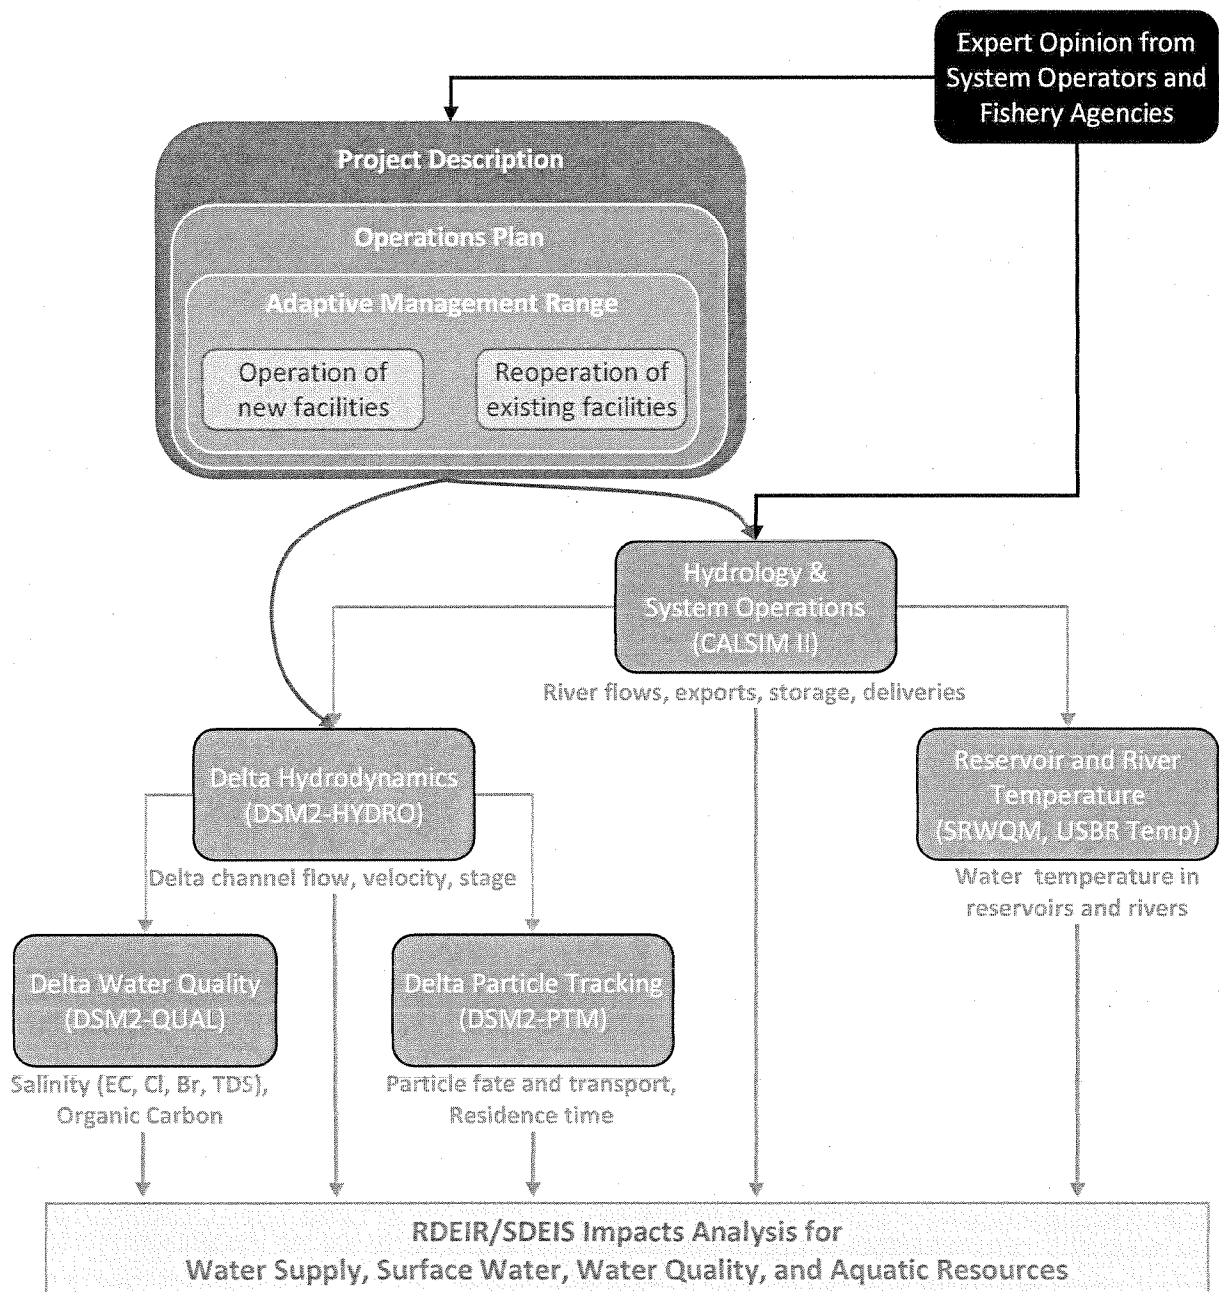 Expert Opinion from
System Operators and
Fishery Agencies
Project Description
Operations Plan
Adaptive Management Range
Operation of
new facilities
Reoperation of
existing facilities
Hydrology &
System Operations
(CALSIM II)
River flows, exports, storage, deliveries
Delta Hydrodynamics
(DSM2-HYDRO)
Delta channel flow, velocity, stage
Reservoir and River
Temperature
(SRWQM, USBR Temp)
Water temperature in
reservoirs and rivers
Delta Water Quality
(DSM2-QUAL)
Salinity (EC, Cl, Br, TDS),
Organic Carbon
Delta Particle Tracking
(DSM2-PTM)
Particle fate and transport,
Residence time
RDEIR/SDEIS Impacts Analysis for
Water Supply, Surface Water, Water Quality, and Aquatic Resources